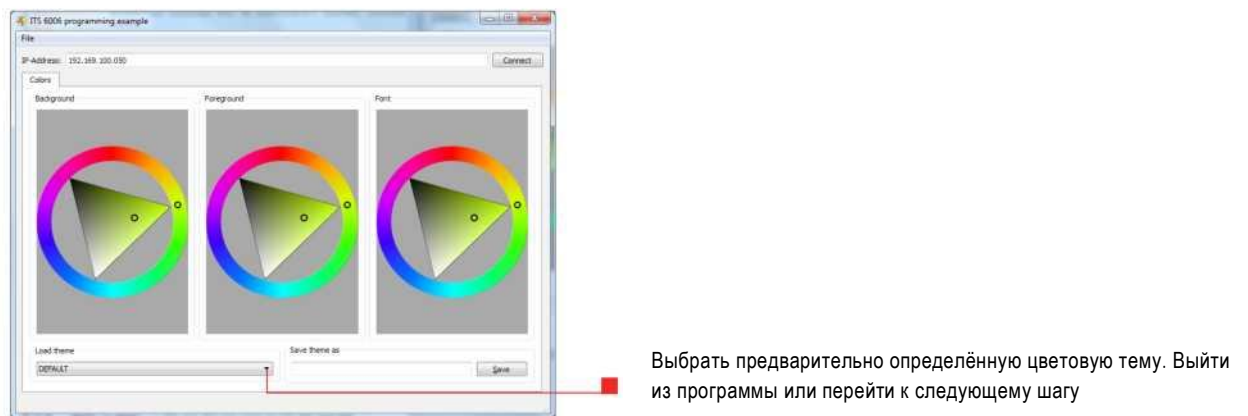 ITS 6006 programming example
File
IP-Address: 192.169.100.090 Connect
Colors
Background Foreground Font
Load theme Save theme as
DEFAULT Save
Выбрать предварительно определённую цветовую тему. Выйти
из программы или перейти к следующему шагу